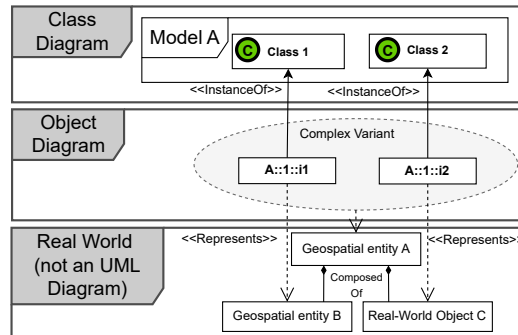 Class
Diagram
Model A
C Class 1
C Class 2
<<InstanceOf>>
<<InstanceOf>>
Object
Diagram
Complex Variant
A::1::i1
A::1::i2
Real World
(not an UML
Diagram)
<<Represents>>
<<Represents>>
Geospatial entity A
Composed
Of
Geospatial entity B
Real-World Object C